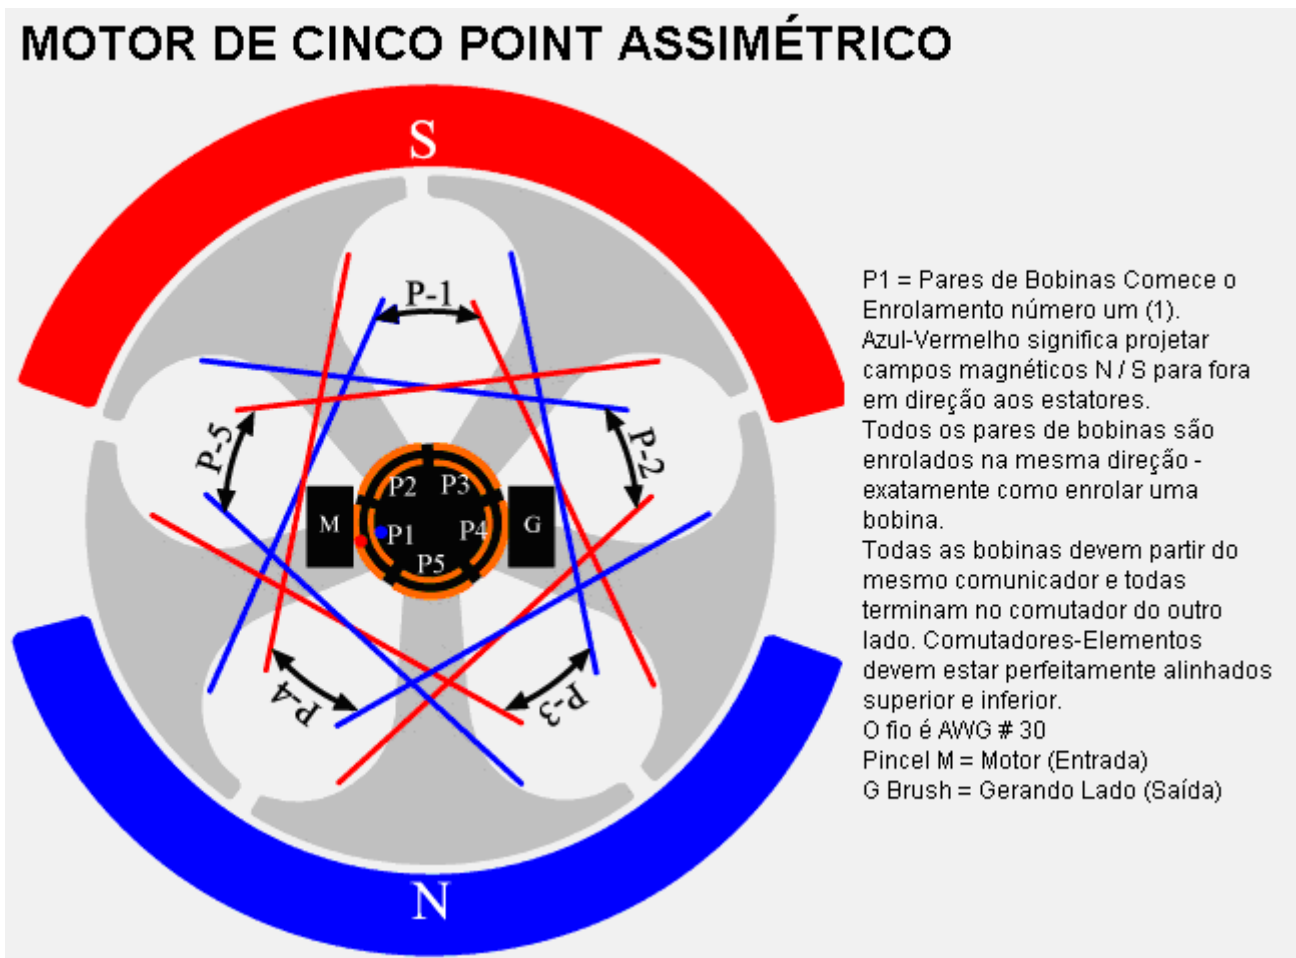 MOTOR DE CINCO POINT ASSIMÉTRICO
S
P-1
P-5
P-2
P2 P3
M
P1
P4
G
P5
P-4
P-3
N
P1 = Pares de Bobinas Comece o
Enrolamento número um (1).
Azul-Vermelho significa projetar
campos magnéticos N / S para fora
em direção aos estatores.
Todos os pares de bobinas são
enrolados na mesma direção -
exatamente como enrolar uma
bobina.
Todas as bobinas devem partir do
mesmo comunicador e todas
terminam no comutador do outro
lado. Comutadores-Elementos
devem estar perfeitamente alinhados
superior e inferior.
O fio é AWG # 30
Pincel M = Motor (Entrada)
G Brush = Gerando Lado (Saída)